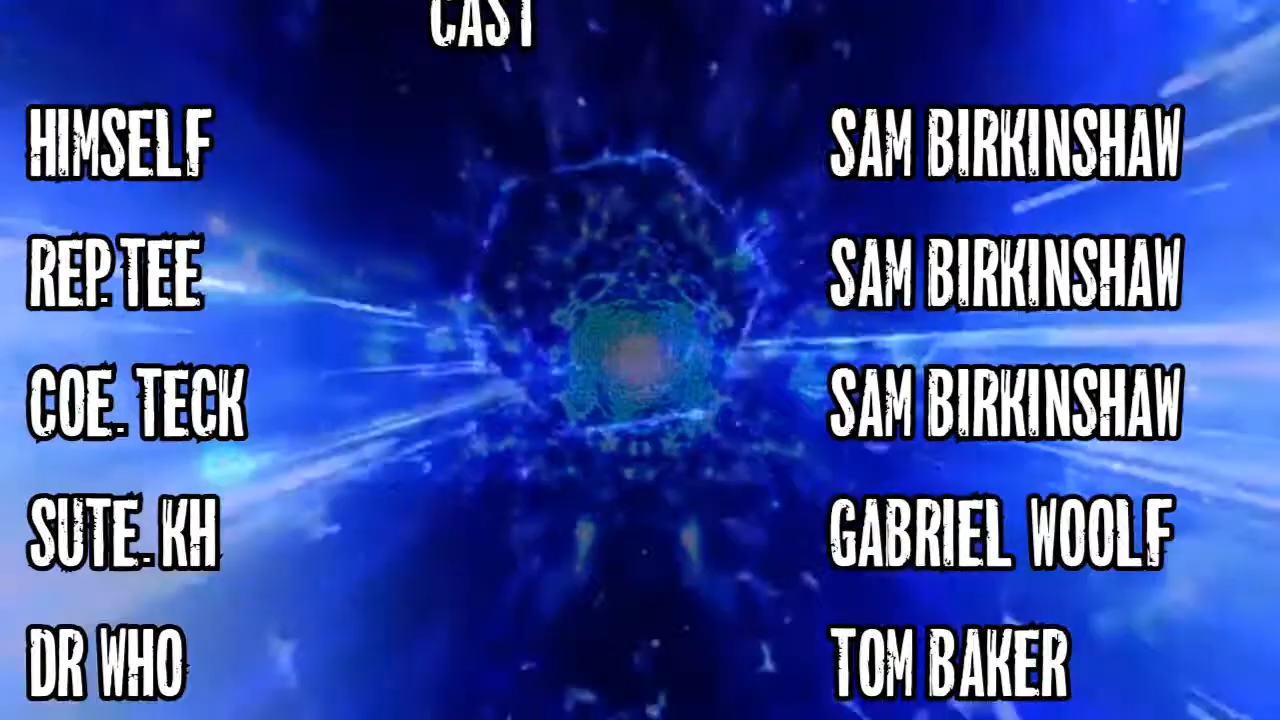 CAST
HIMSELF SAM BIRKINSHAW
REP.TEE SAM BIRKINSHAW
COE. TECK SAM BIRKINSHAW
SUTE. KH GABRIEL WOOLF
DR WHO TOM BAKER